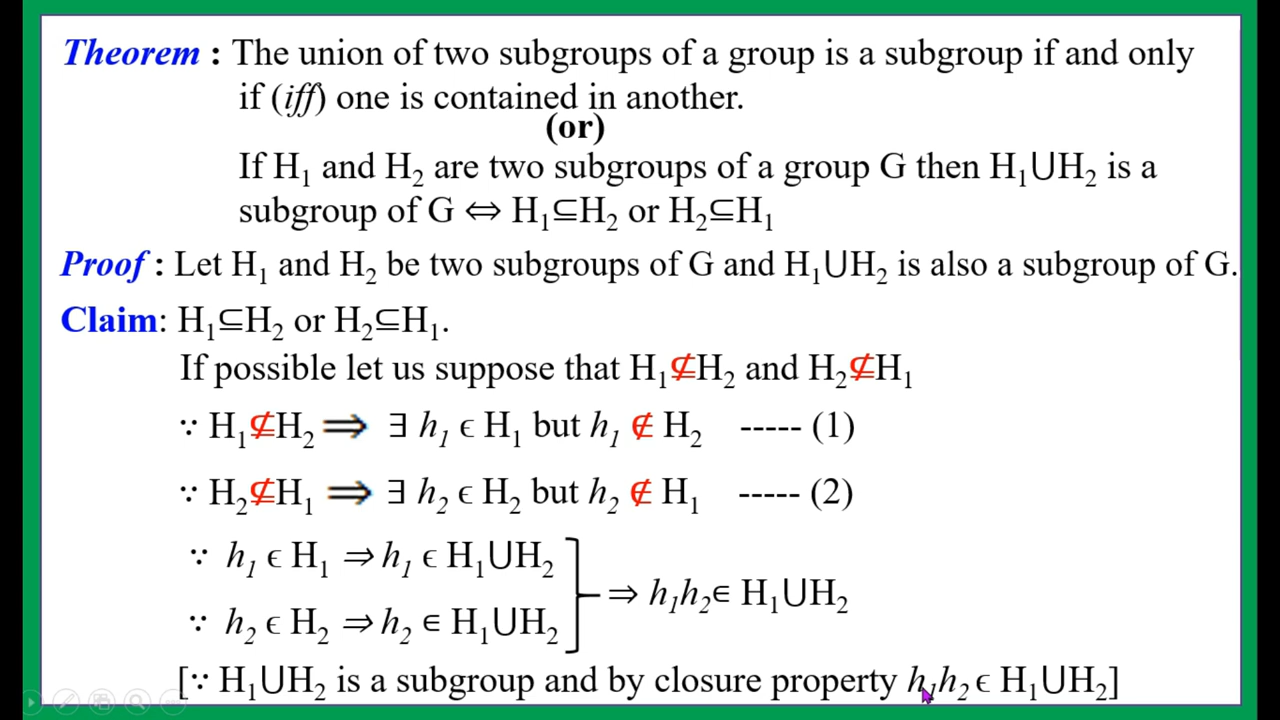 Theorem : The union of two subgroups of a group is a subgroup if and only
if (iff) one is contained in another.
(or)
If H₁ and H₂ are two subgroups of a group G then H₁⋃H₂ is a
subgroup of G ⇔ H₁⊆H₂ or H₂⊆H₁
Proof : Let H₁ and H₂ be two subgroups of G and H₁⋃H₂ is also a subgroup of G.
Claim: H₁⊆H₂ or H₂⊆H₁.
If possible let us suppose that H₁⊈H₂ and H₂⊈H₁
∵ H₁⊈H₂ ⇒ ∃ h₁ ϵ H₁ but h₁ ∉ H₂ ----- (1)
∵ H₂⊈H₁ ⇒ ∃ h₂ ϵ H₂ but h₂ ∉ H₁ ----- (2)
∵ h₁ ϵ H₁ ⇒ h₁ ϵ H₁⋃H₂
∵ h₂ ϵ H₂ ⇒ h₂ ∈ H₁⋃H₂
⇒ h₁h₂∈ H₁⋃H₂
[∵ H₁⋃H₂ is a subgroup and by closure property h₁h₂ ϵ H₁⋃H₂]